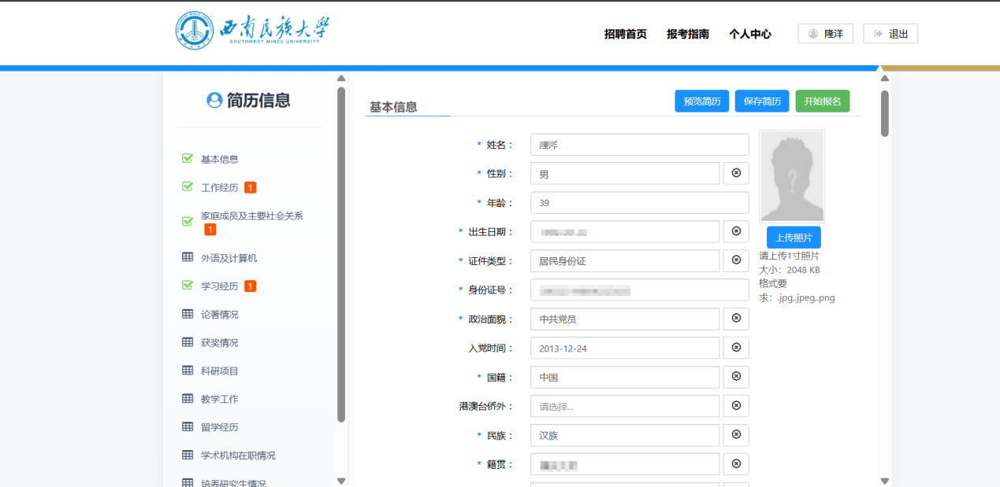 西南民族大学
SOUTHWEST MINZU UNIVERSITY
招聘首页 报考指南 个人中心 隆洋 退出
简历信息
基本信息
工作经历 1
家庭成员及主要社会关系
1
外语及计算机
学习经历 1
论著情况
获奖情况
科研项目
教学工作
留学经历
学术机构在职情况
培养研究生情况
基本信息 预览简历 保存简历 开始报名
* 姓名：
* 性别： 男
* 年龄： 39
* 出生日期：
* 证件类型： 居民身份证
* 身份证号：
* 政治面貌： 中共党员
入党时间： 2013-12-24
* 国籍： 中国
港澳台侨外： 请选择...
* 民族： 汉族
* 籍贯：
上传照片
请上传1寸照片
大小：2048 KB
格式要
求：.jpg,.jpeg,.png